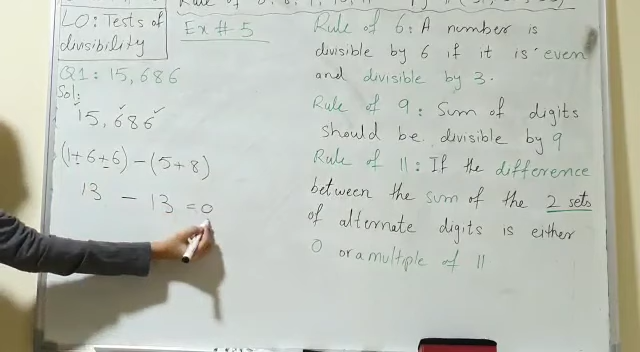 LO: Tests of
divisibility
Ex # 5
Q1: 15,686
Sol:
15,686
(1+6+6) - (5+8)
13 - 13 = 0
Rule of 6: A number is
divisible by 6 if it is even
and divisible by 3.
Rule of 9: Sum of digits
should be divisible by 9
Rule of 11: If the difference
between the sum of the 2 sets
of alternate digits is either
0 or a multiple of 11